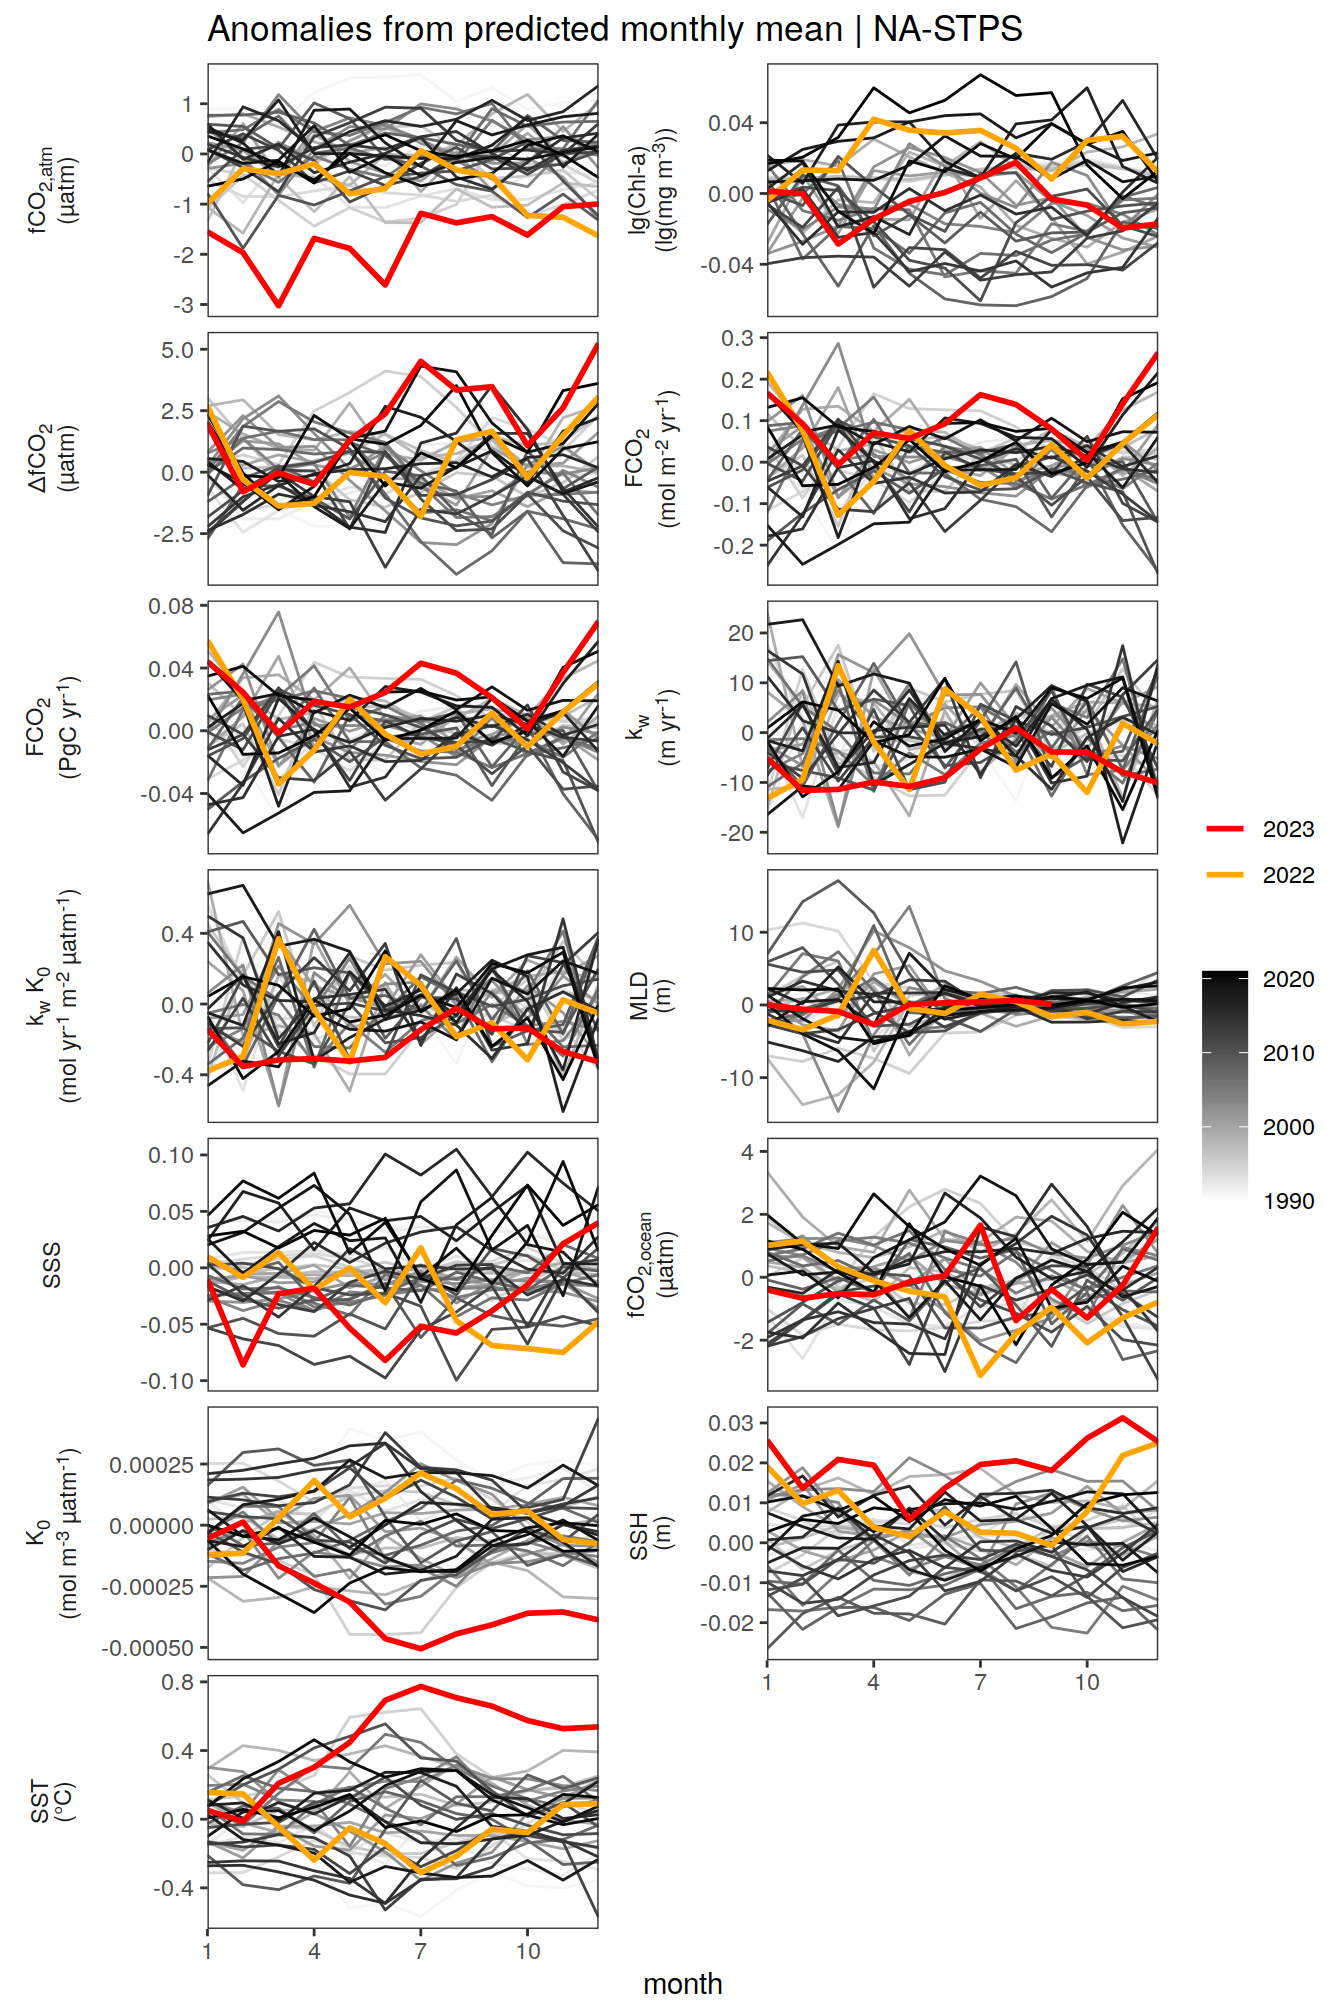 Anomalies from predicted monthly mean | NA-STPS
fCO2,atm
(µatm)
1
0
-1
-2
-3
lg(Chl-a)
(lg(mg m-3))
0.04
0.00
-0.04
ΔfCO2
(µatm)
5.0
2.5
0.0
-2.5
FCO2
(mol m-2 yr-1)
0.3
0.2
0.1
0.0
-0.1
-0.2
FCO2
(PgC yr-1)
0.08
0.04
0.00
-0.04
kw
(m yr-1)
20
10
0
-10
-20
kw K0
(mol yr-1 m-2 µatm-1)
0.4
0.0
-0.4
MLD
(m)
10
0
-10
SSS
0.10
0.05
0.00
-0.05
-0.10
fCO2,ocean
(µatm)
4
2
0
-2
K0
(mol m-3 µatm-1)
0.00025
0.00000
-0.00025
-0.00050
SSH
(m)
0.03
0.02
0.01
0.00
-0.01
-0.02
1 4 7 10
SST
(°C)
0.8
0.4
0.0
-0.4
1 4 7 10
month
2023
2022
2020
2010
2000
1990